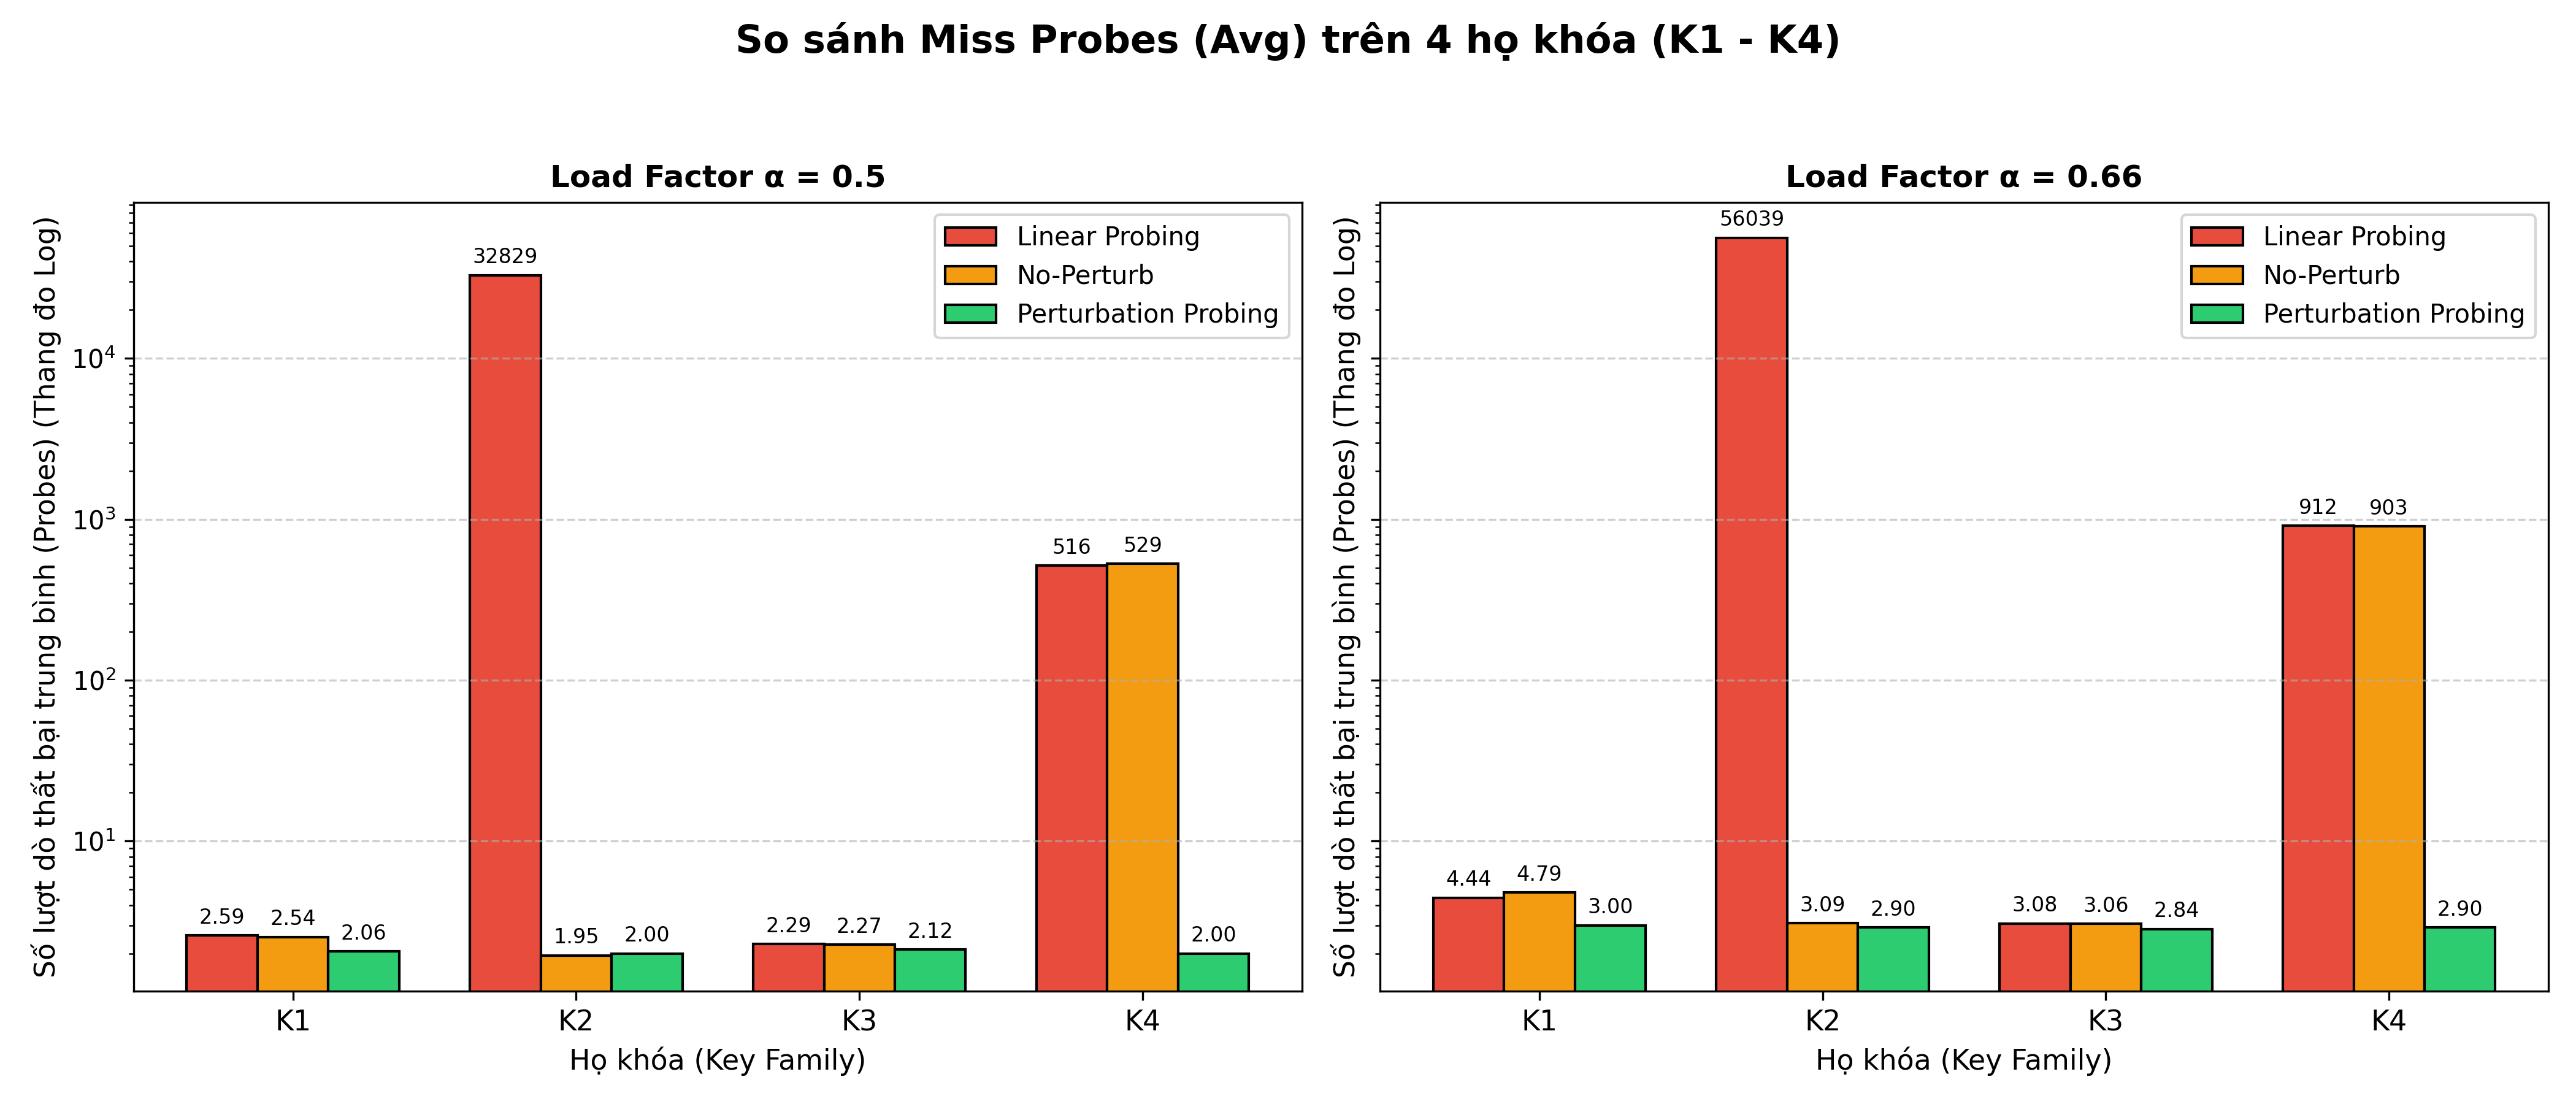 So sánh Miss Probes (Avg) trên 4 họ khóa (K1 - K4)
Load Factor α = 0.5
Số lượt dò thất bại trung bình (Probes) (Thang đo Log)
10⁴
10³
10²
10¹
Linear Probing
No-Perturb
Perturbation Probing
2.59
2.54
2.06
32829
1.95
2.00
2.29
2.27
2.12
516
529
2.00
K1
K2
K3
K4
Họ khóa (Key Family)
Load Factor α = 0.66
Số lượt dò thất bại trung bình (Probes) (Thang đo Log)
Linear Probing
No-Perturb
Perturbation Probing
4.44
4.79
3.00
56039
3.09
2.90
3.08
3.06
2.84
912
903
2.90
K1
K2
K3
K4
Họ khóa (Key Family)